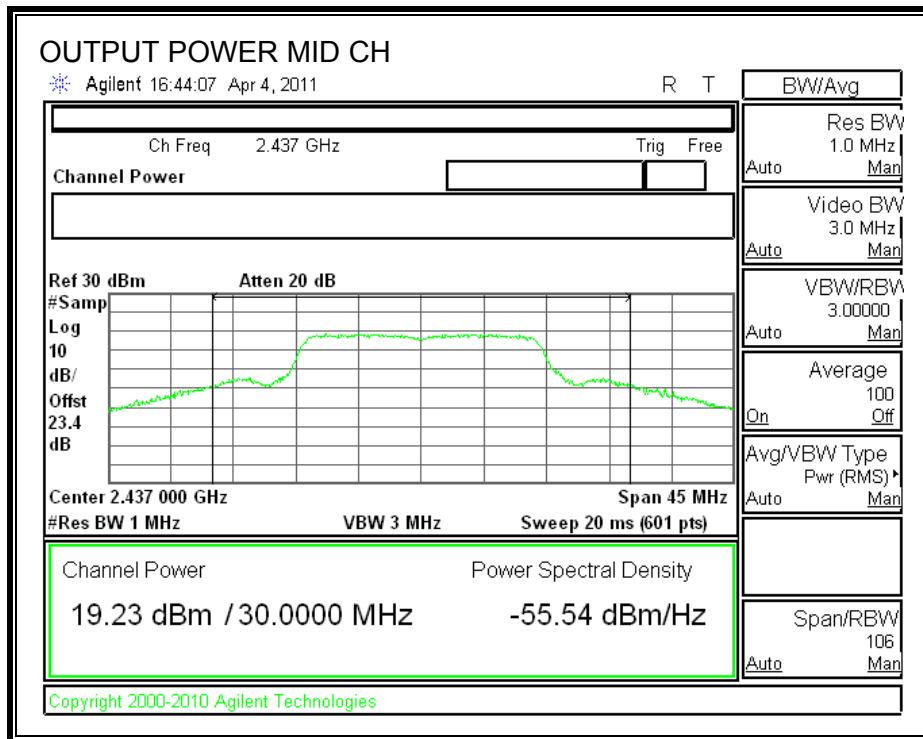 OUTPUT POWER MID CH
Agilent 16:44:07 Apr 4, 2011 R T
BW/Avg
Ch Freq 2.437 GHz Trig Free
Channel Power
Res BW
1.0 MHz
Auto Man
Video BW
3.0 MHz
Auto Man
VBW/RBW
3.00000
Auto Man
Average
100
On Off
Avg/VBW Type
Pwr (RMS)
Auto Man
Span/RBW
106
Auto Man
Ref 30 dBm Atten 20 dB
#Samp
Log
10
dB/
Offst
23.4
dB
Center 2.437 000 GHz Span 45 MHz
#Res BW 1 MHz VBW 3 MHz Sweep 20 ms (601 pts)
Channel Power Power Spectral Density
19.23 dBm / 30.0000 MHz -55.54 dBm/Hz
Copyright 2000-2010 Agilent Technologies